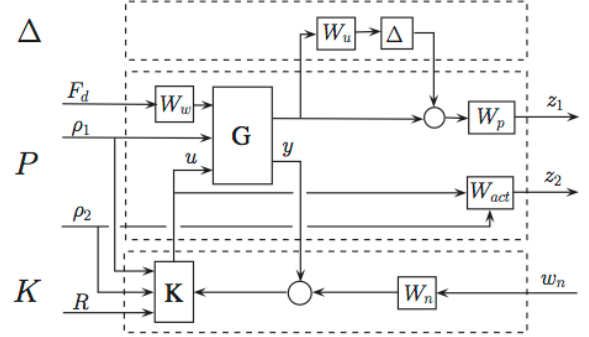 Δ
W_u Δ
F_d W_w G W_p z_1
ρ_1
P u y
ρ_2 W_act z_2
K R K W_n w_n